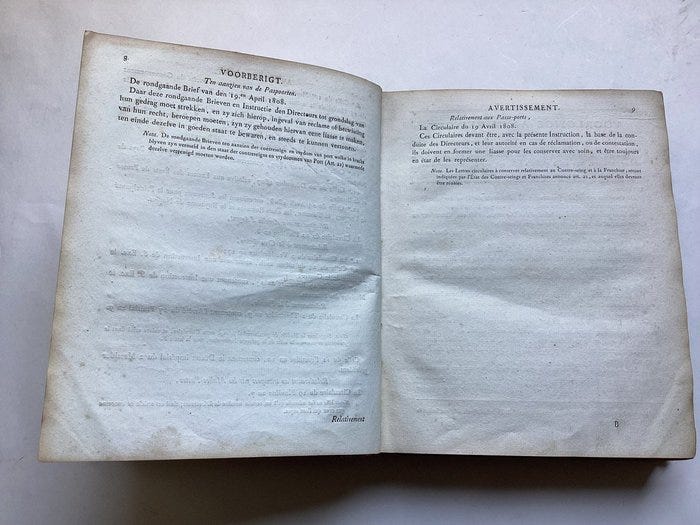 8
VOORBERIGT.
Ten aanzien van de Paspoorten.
De rondgaande Brief van den 19.den April 1808.
Daar deze rondgaande Brieven en Instructie des Directeurs tot grondslag van
hun gedrag moet strekken, en zy zich hierop, ingeval van reclame of betwisting
van hun recht, beroepen moeten, zyn zy gehouden hiervan eene liasse te maaken,
ten einde dezelve in goeden staat te bewaren, en steeds te kunnen vertoonen.
Nota. De rondgaande Brieven ten aanzien der contreseigns en vrydom van port welke in kracht
blyven zyn vermeld in den staat der contreseigns en vrydommen van Port (Art. 21) waarmede
dezelve vereenigd moeten worden.
Relativement
AVERTISSEMENT. 9
Relativement aux Passe-ports,
La Circulaire du 19 Avril 1808.
Ces Circulaires devant être, avec la présente Instruction, la base de la con-
duite des Directeurs, et leur autorité en cas de réclamation, ou de contestation,
ils doivent en former une liasse pour les conserver avec soin, et être toujours
en état de les représenter.
Nota. Les Lettres circulaires à conserver relativement au Contre-seing et à la Franchise, seront
indiquées par l'État des Contre-seings et Franchises annoncé art. 21, et auquel elles devront
être réunies.
B